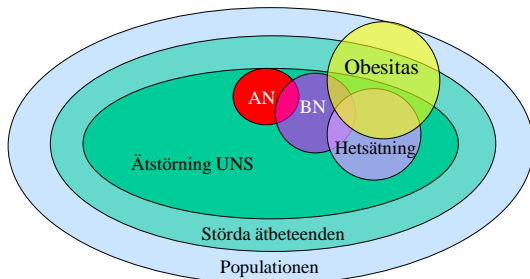 Obesitas
AN
BN
Hetsätning
Ätstörning UNS
Störda ätbeteenden
Populationen